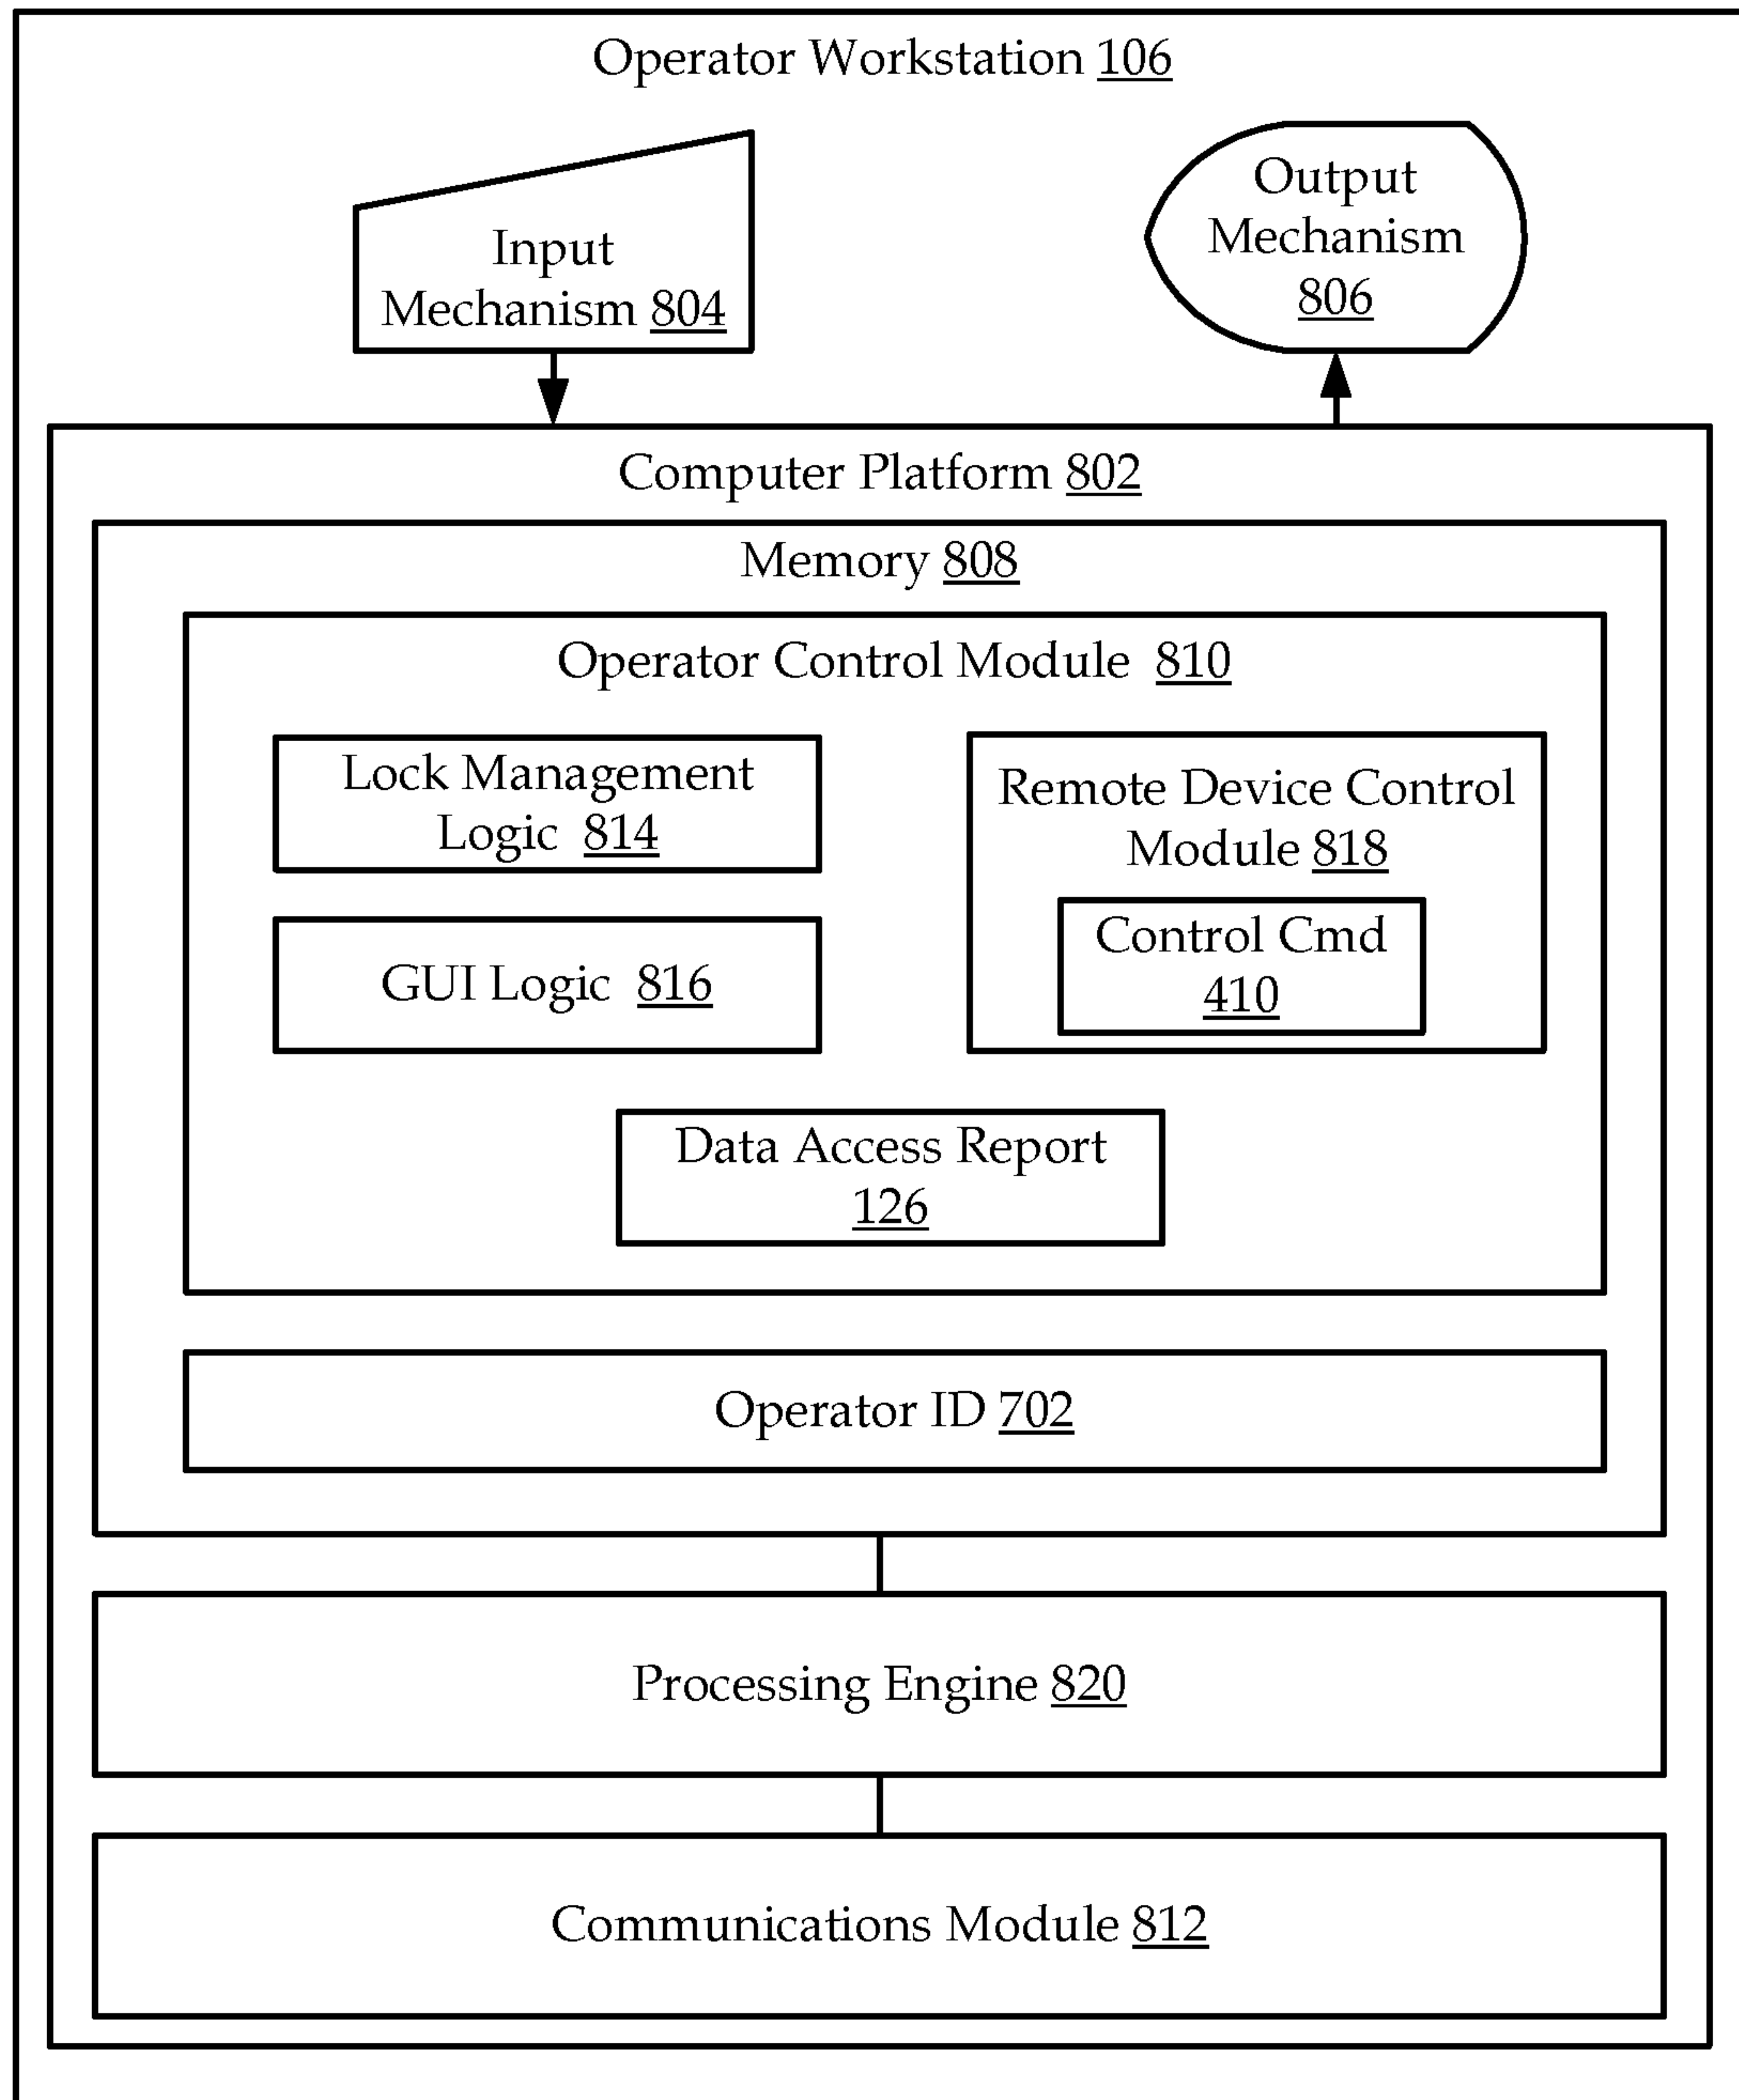 Operator Workstation 106
Input
Mechanism 804
Output
Mechanism
806
Computer Platform 802
Memory 808
Operator Control Module 810
Lock Management
Logic 814
Remote Device Control
Module 818
Control Cmd
410
GUI Logic 816
Data Access Report
126
Operator ID 702
Processing Engine 820
Communications Module 812